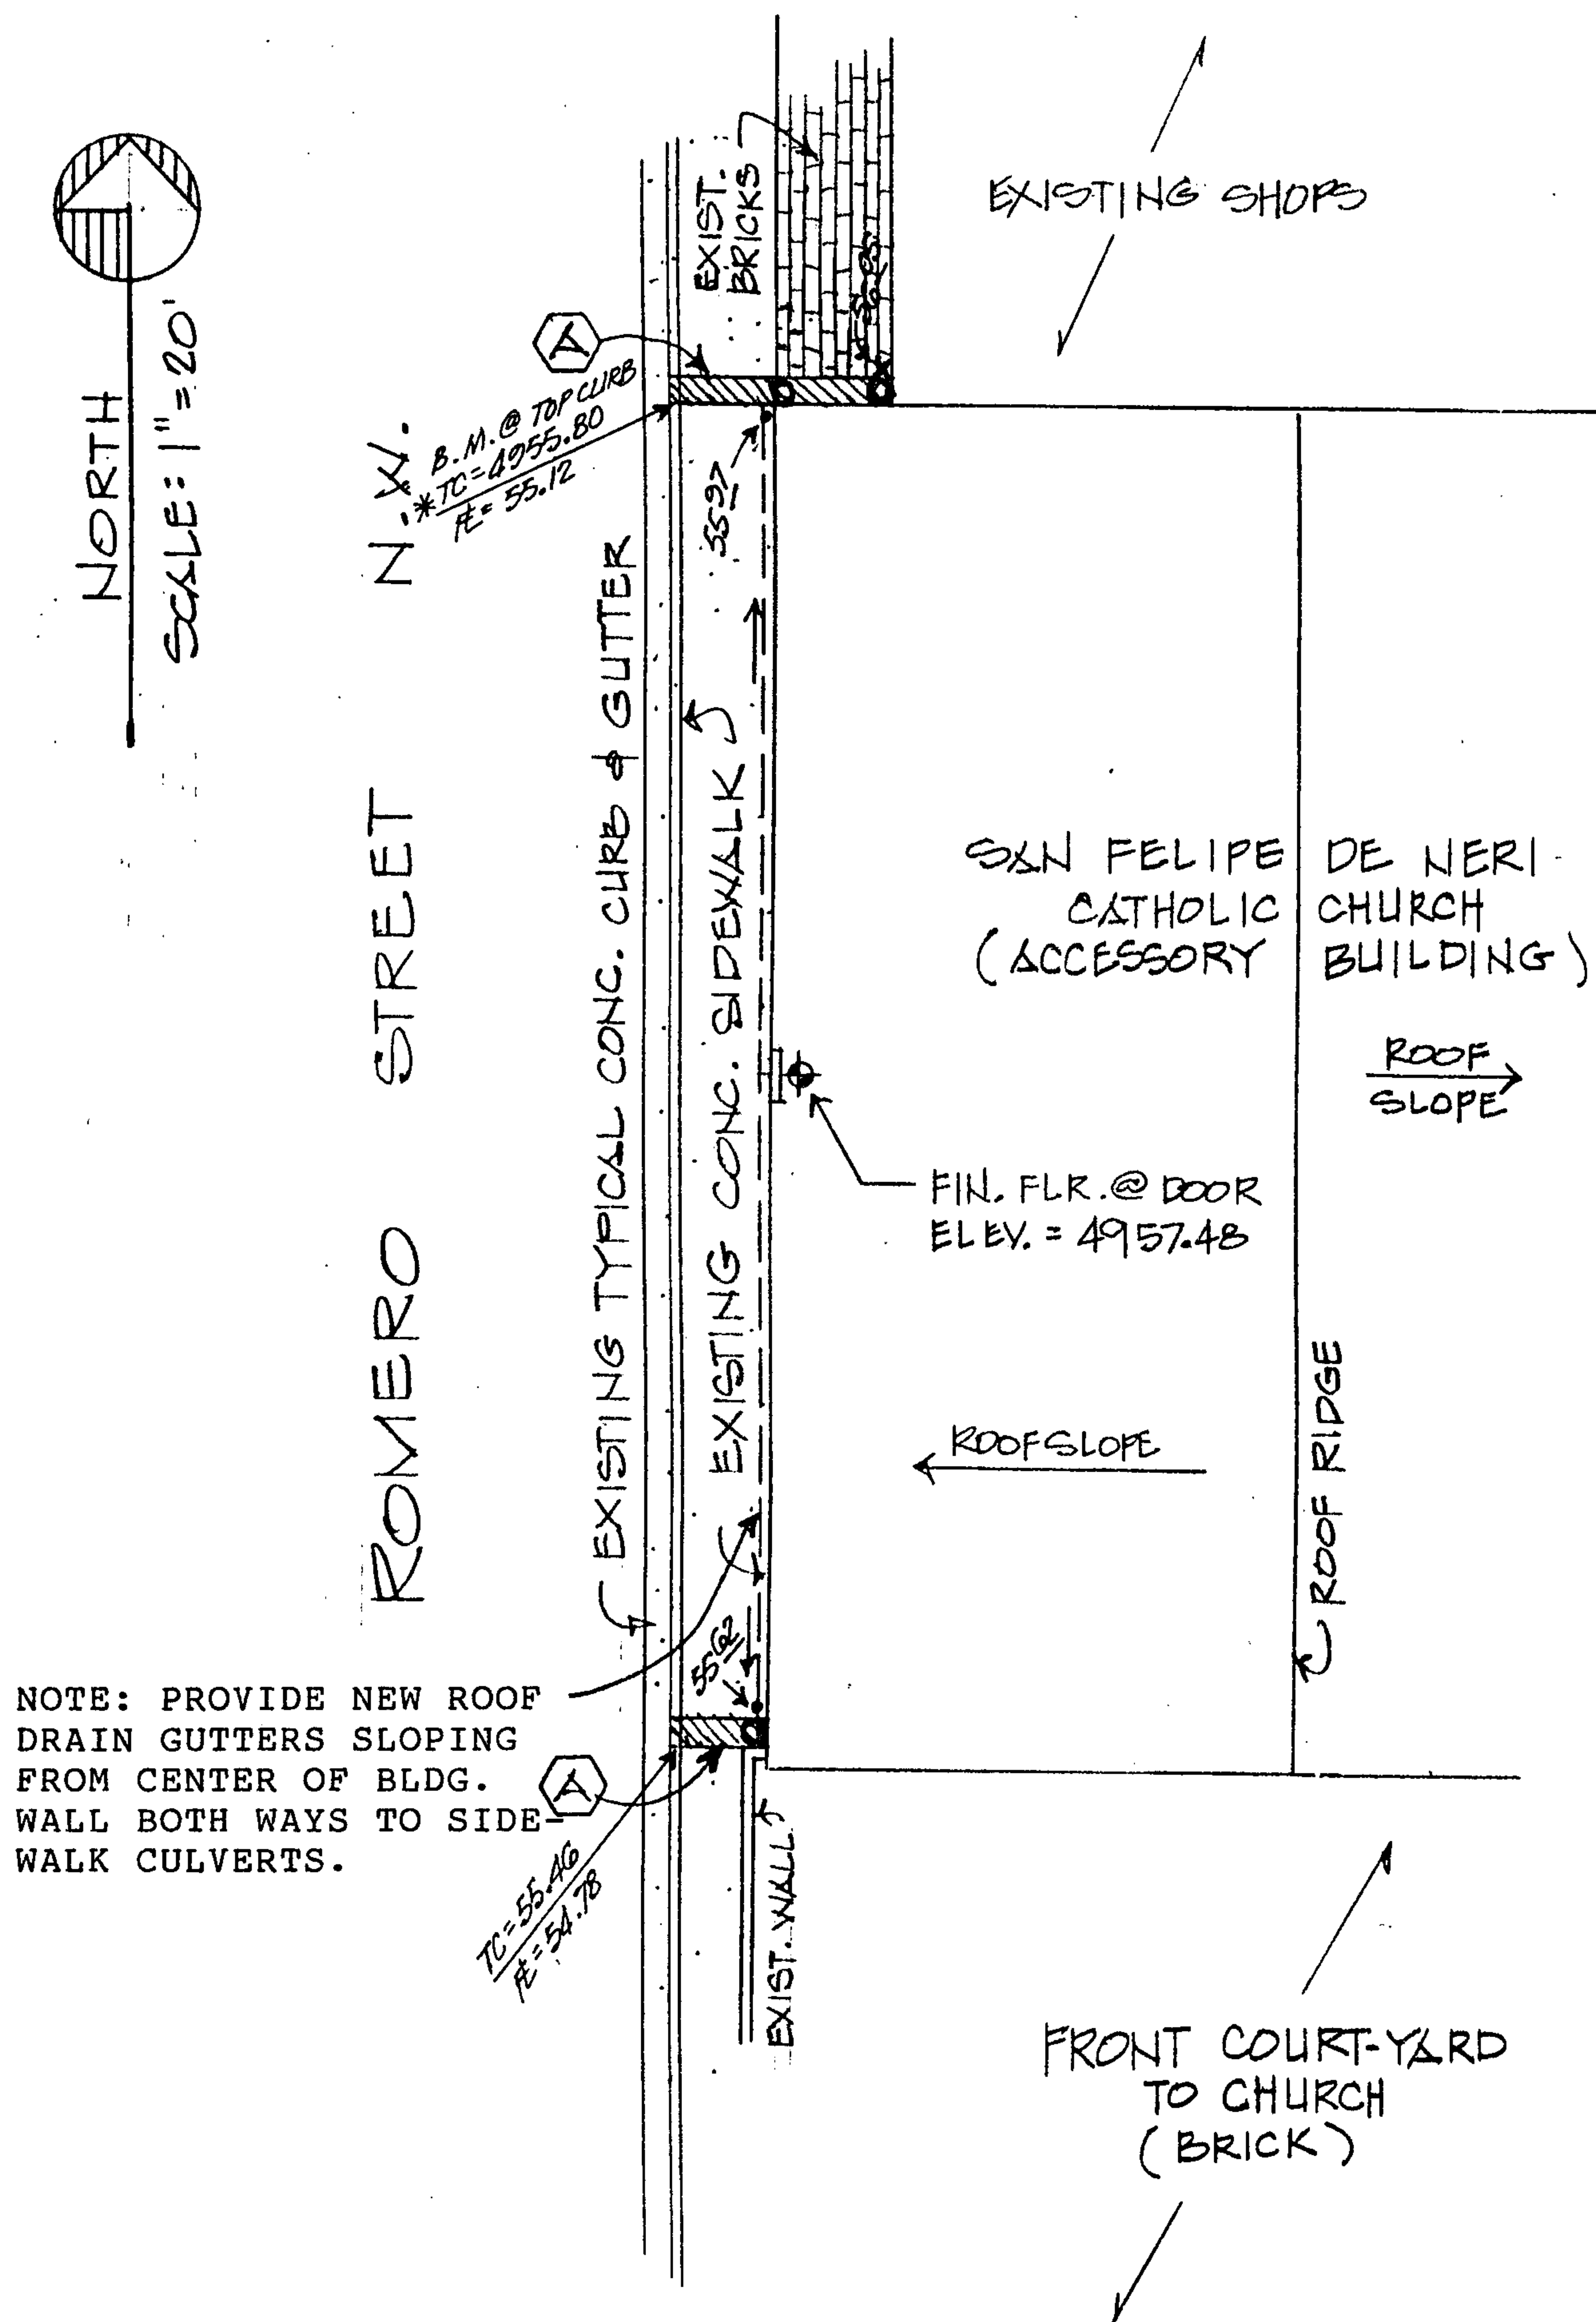 NORTH
SCALE: 1"=20'
EXIST.
BRICKS
EXISTING SHOPS
A
B.M.@ TOP CURB
*TC=4955.80
FL= 55.12
5597
ROMERO STREET N.W.
EXISTING TYPICAL CONC. CURB & GUTTER
EXISTING CONC. SIDEWALK
SAN FELIPE DE NERI
CATHOLIC CHURCH
(ACCESSORY BUILDING)
ROOF
SLOPE
FIN. FLR.@ DOOR
ELEV. = 4957.48
ROOF SLOPE
ROOF RIDGE
5562
NOTE: PROVIDE NEW ROOF
DRAIN GUTTERS SLOPING
FROM CENTER OF BLDG.
WALL BOTH WAYS TO SIDE-
WALK CULVERTS.
A
TC=55.46
FL=54.78
EXIST. WALL
FRONT COURT-YARD
TO CHURCH
(BRICK)